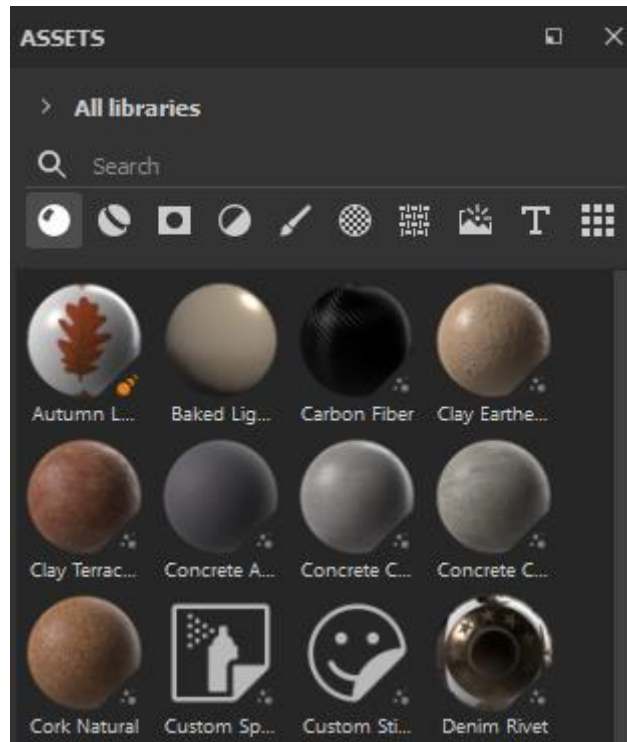 ASSETS
All libraries
Search
Autumn L... Baked Lig... Carbon Fiber Clay Earthe...
Clay Terrac... Concrete A... Concrete C... Concrete C...
Cork Natural Custom Sp... Custom Sti... Denim Rivet